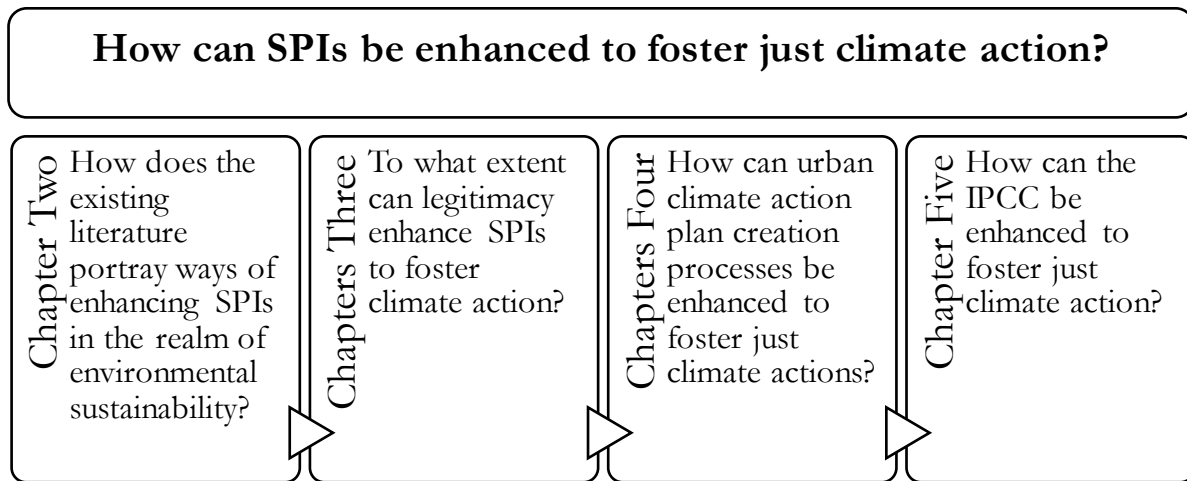 How can SPIs be enhanced to foster just climate action?
Chapter Two
How does the
existing
literature
portray ways of
enhancing SPIs
in the realm of
environmental
sustainability?
Chapters Three
To what extent
can legitimacy
enhance SPIs
to foster
climate action?
Chapters Four
How can urban
climate action
plan creation
processes be
enhanced to
foster just
climate actions?
Chapter Five
How can the
IPCC be
enhanced to
foster just
climate action?